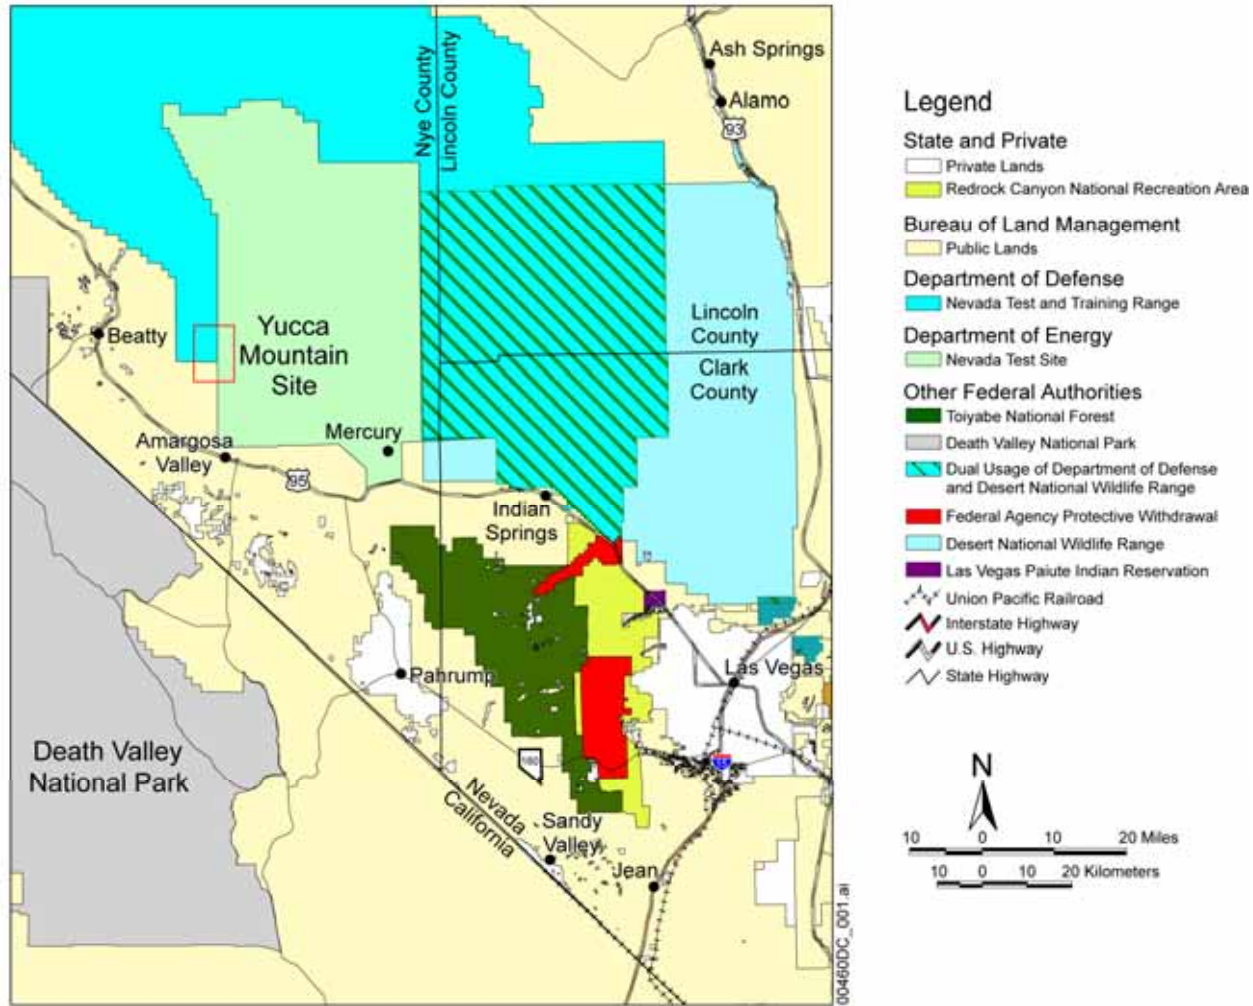 Ash Springs
Alamo
93
Nye County
Lincoln County
Lincoln
County
Clark
County
Beatty
Yucca
Mountain
Site
Mercury
Amargosa
Valley
95
Indian
Springs
Pahrump
Las Vegas
160
15
Death Valley
National Park
Nevada
California
Sandy
Valley
Jean
00460DC_001.ai
Legend
State and Private
Private Lands
Redrock Canyon National Recreation Area
Bureau of Land Management
Public Lands
Department of Defense
Nevada Test and Training Range
Department of Energy
Nevada Test Site
Other Federal Authorities
Toiyabe National Forest
Death Valley National Park
Dual Usage of Department of Defense
and Desert National Wildlife Range
Federal Agency Protective Withdrawal
Desert National Wildlife Range
Las Vegas Paiute Indian Reservation
Union Pacific Railroad
Interstate Highway
U.S. Highway
State Highway
N
10 0 10 20 Miles
10 0 10 20 Kilometers